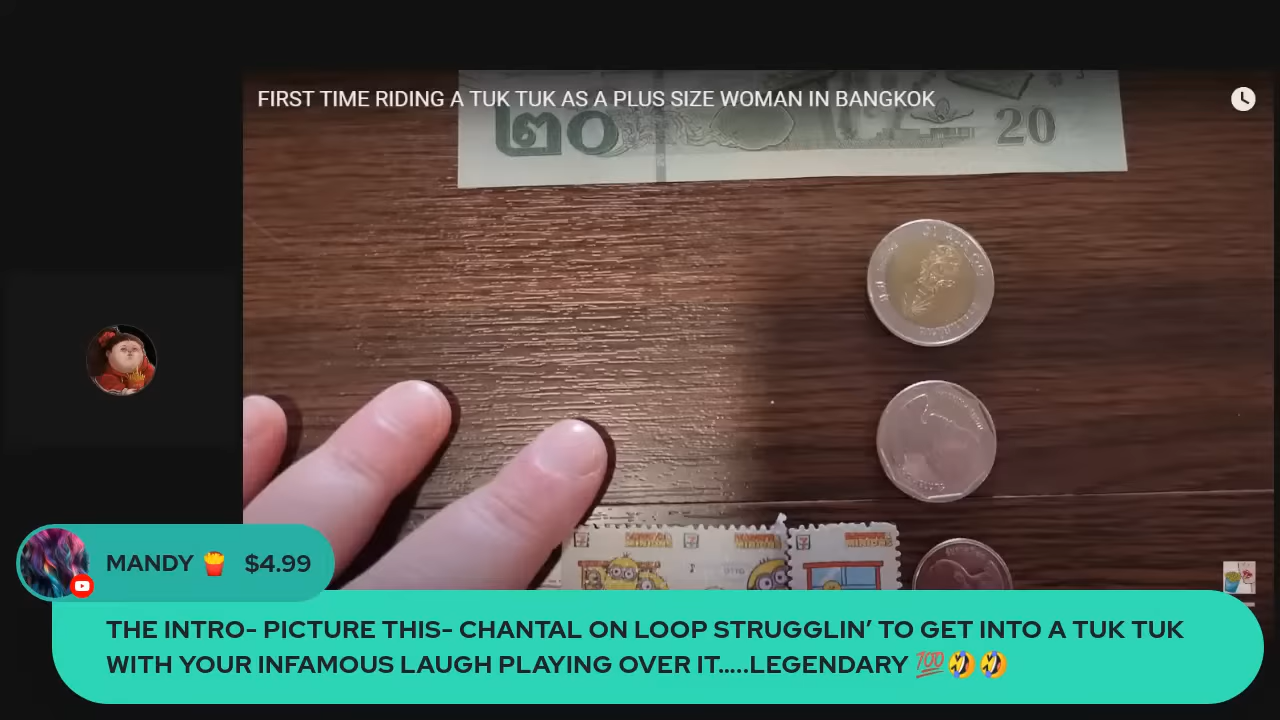 FIRST TIME RIDING A TUK TUK AS A PLUS SIZE WOMAN IN BANGKOK
๒๐
20
MANDY 🍟 $4.99
THE INTRO- PICTURE THIS- CHANTAL ON LOOP STRUGGLIN’ TO GET INTO A TUK TUK
WITH YOUR INFAMOUS LAUGH PLAYING OVER IT.....LEGENDARY 💯🤣🤣